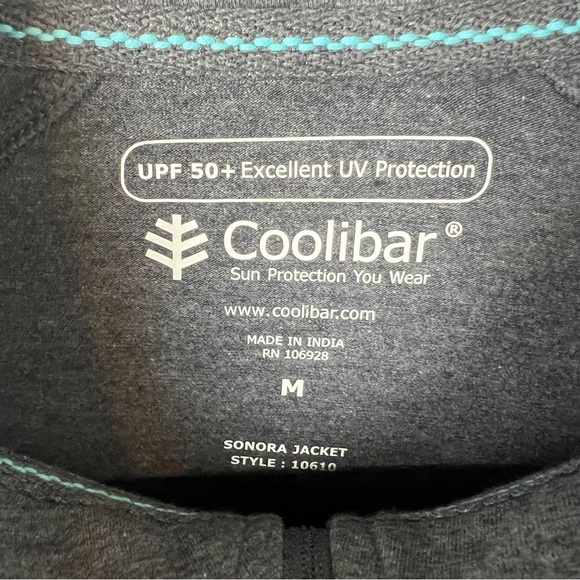 UPF 50+ Excellent UV Protection
Coolibar®
Sun Protection You Wear
www.coolibar.com
MADE IN INDIA
RN 106928
M
SONORA JACKET
STYLE : 10610